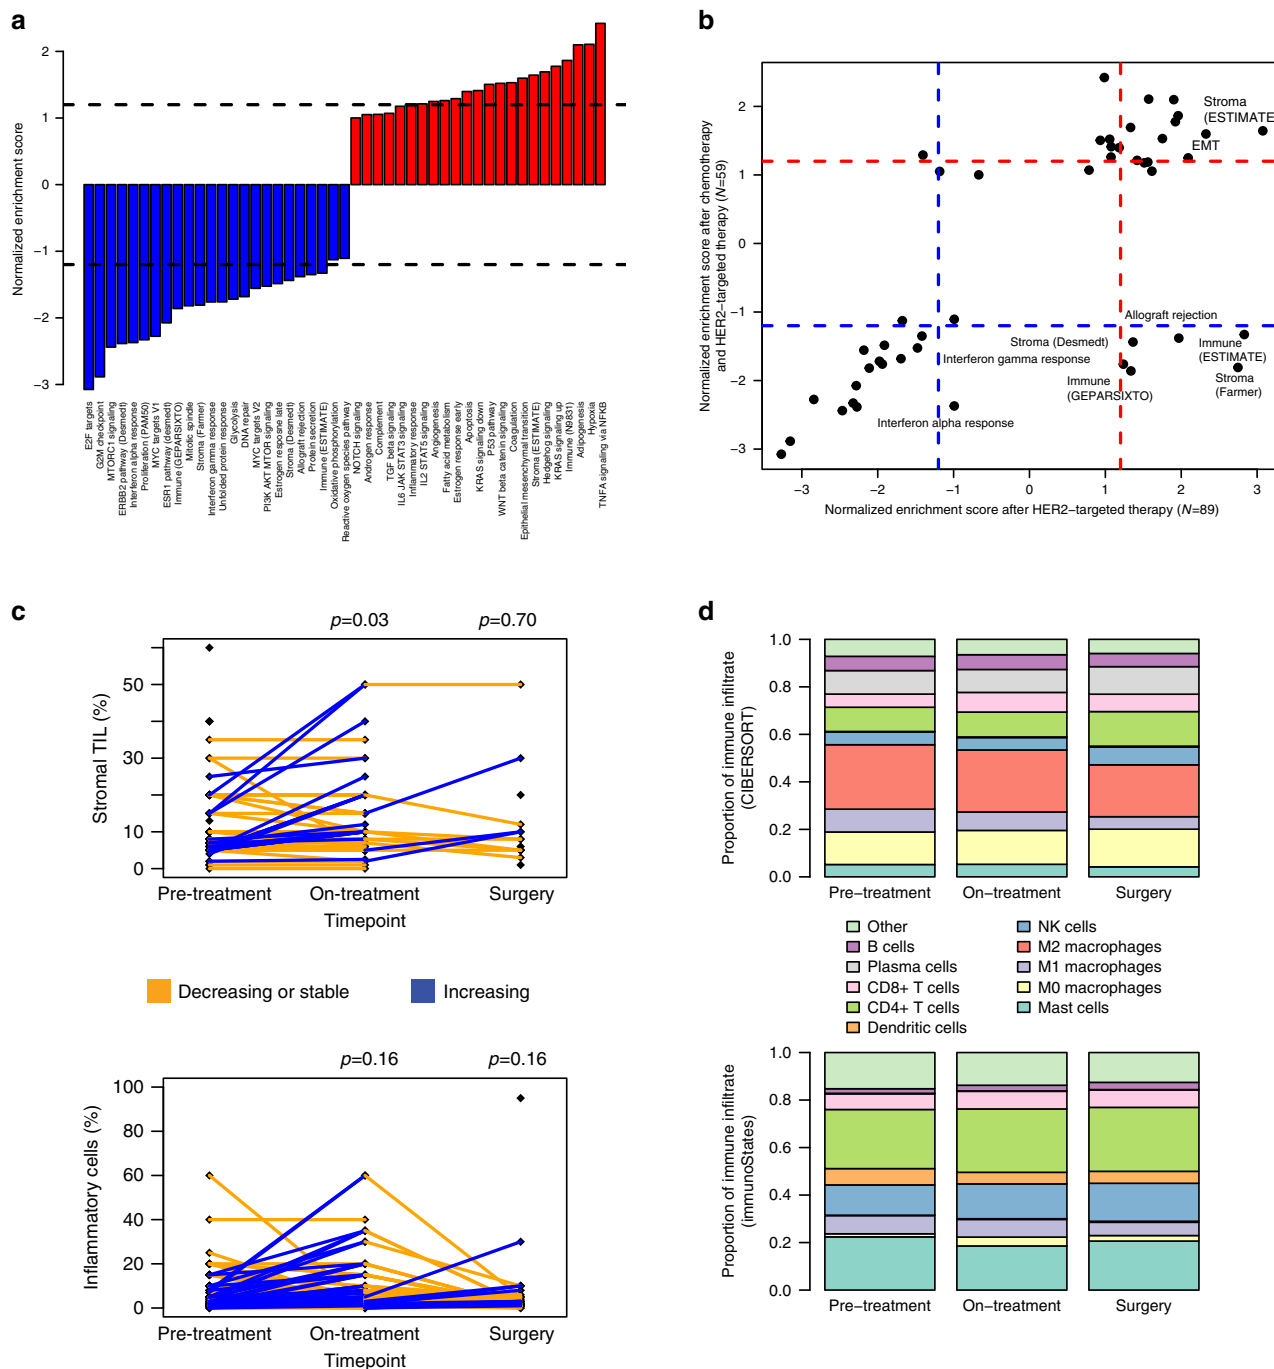 a
Normalized enrichment score
2
1
0
−1
−2
−3
E2F targets
G2M checkpoint
MTORC1 signaling
ERBB2 pathway (Desmedt)
Interferon alpha response
Proliferation (PAM50)
MYC targets V1
ESR1 pathway (desmedt)
Immune (GEPARSIXTO)
Mitotic spindle
Stroma (Farmer)
Interferon gamma response
Unfolded protein response
Glycolysis
DNA repair
MYC targets V2
PI3K AKT MTOR signaling
Estrogen resposne late
Stroma (Desmedt)
Allograft rejection
Protein secretion
Immune (ESTIMATE)
Oxidative phosphorylation
Reactive oxygen species pathway
NOTCH signaling
Androgen response
Complement
TGF beta signaling
IL6 JAK STAT3 signaling
Inflammatory response
IL2 STAT5 signaling
Angiogenesis
Fatty acid metabolism
Estrogen response early
Apoptosis
KRAS signaling down
P53 pathway
WNT beta catenin signaling
Coagulation
Epithelial mesenchymal transition
Stroma (ESTIMATE)
Hedgehog signaling
KRAS signaling up
Immune (N9831)
Adipogenesis
Hypoxia
TNFA signaling via NFKB
b
Normalized enrichment score after chemotherapy
and HER2−targeted therapy (N=59)
2
1
0
−1
−2
−3
Stroma
(ESTIMATE
EMT
Allograft rejection
Stroma (Desmedt)
Interferon gamma response
Immune
(ESTIMATE)
Immune
(GEPARSIXTO)
Stroma
(Farmer)
Interferon alpha response
−3 −2 −1 0 1 2 3
Normalized enrichment score after HER2−targeted therapy (N=89)
c
p=0.03 p=0.70
Stromal TIL (%)
50
30
10
0
Pre-treatment On-treatment Surgery
Timepoint
Decreasing or stable Increasing
p=0.16 p=0.16
Inflammatory cells (%)
100
80
60
40
20
0
Pre-treatment On-treatment Surgery
Timepoint
d
Proportion of immune infiltrate
(CIBERSORT)
1.0
0.8
0.6
0.4
0.2
0.0
Pre−treatment On−treatment Surgery
Other
B cells
Plasma cells
CD8+ T cells
CD4+ T cells
Dendritic cells
NK cells
M2 macrophages
M1 macrophages
M0 macrophages
Mast cells
Proportion of immune infiltrate
(immunoStates)
1.0
0.8
0.6
0.4
0.2
0.0
Pre−treatment On−treatment Surgery